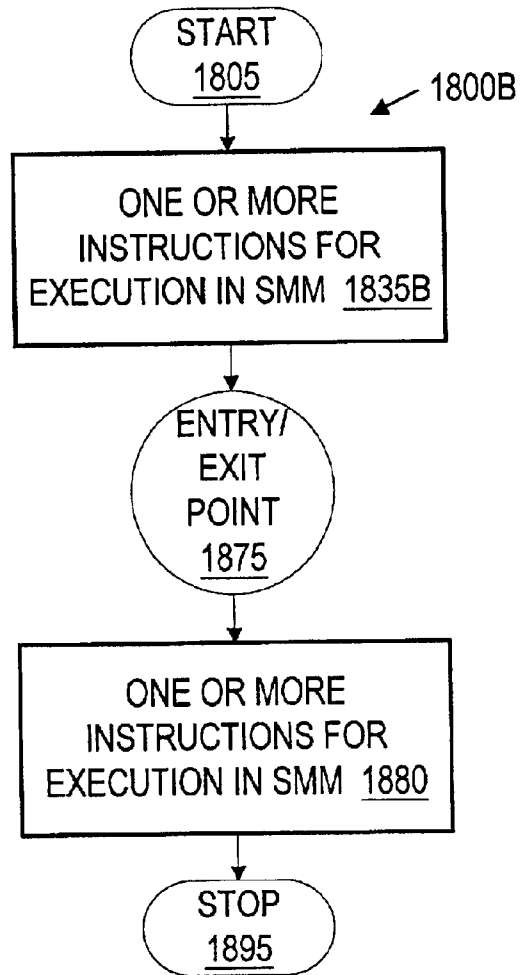 START
1805
1800B
ONE OR MORE
INSTRUCTIONS FOR
EXECUTION IN SMM 1835B
ENTRY/
EXIT
POINT
1875
ONE OR MORE
INSTRUCTIONS FOR
EXECUTION IN SMM 1880
STOP
1895